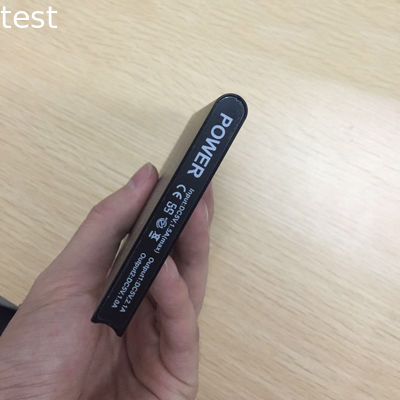 test
POWER
Input:DC5V;1.5A(max)
Output1:DC5V;2.1A
Output2:DC5V;1.0A